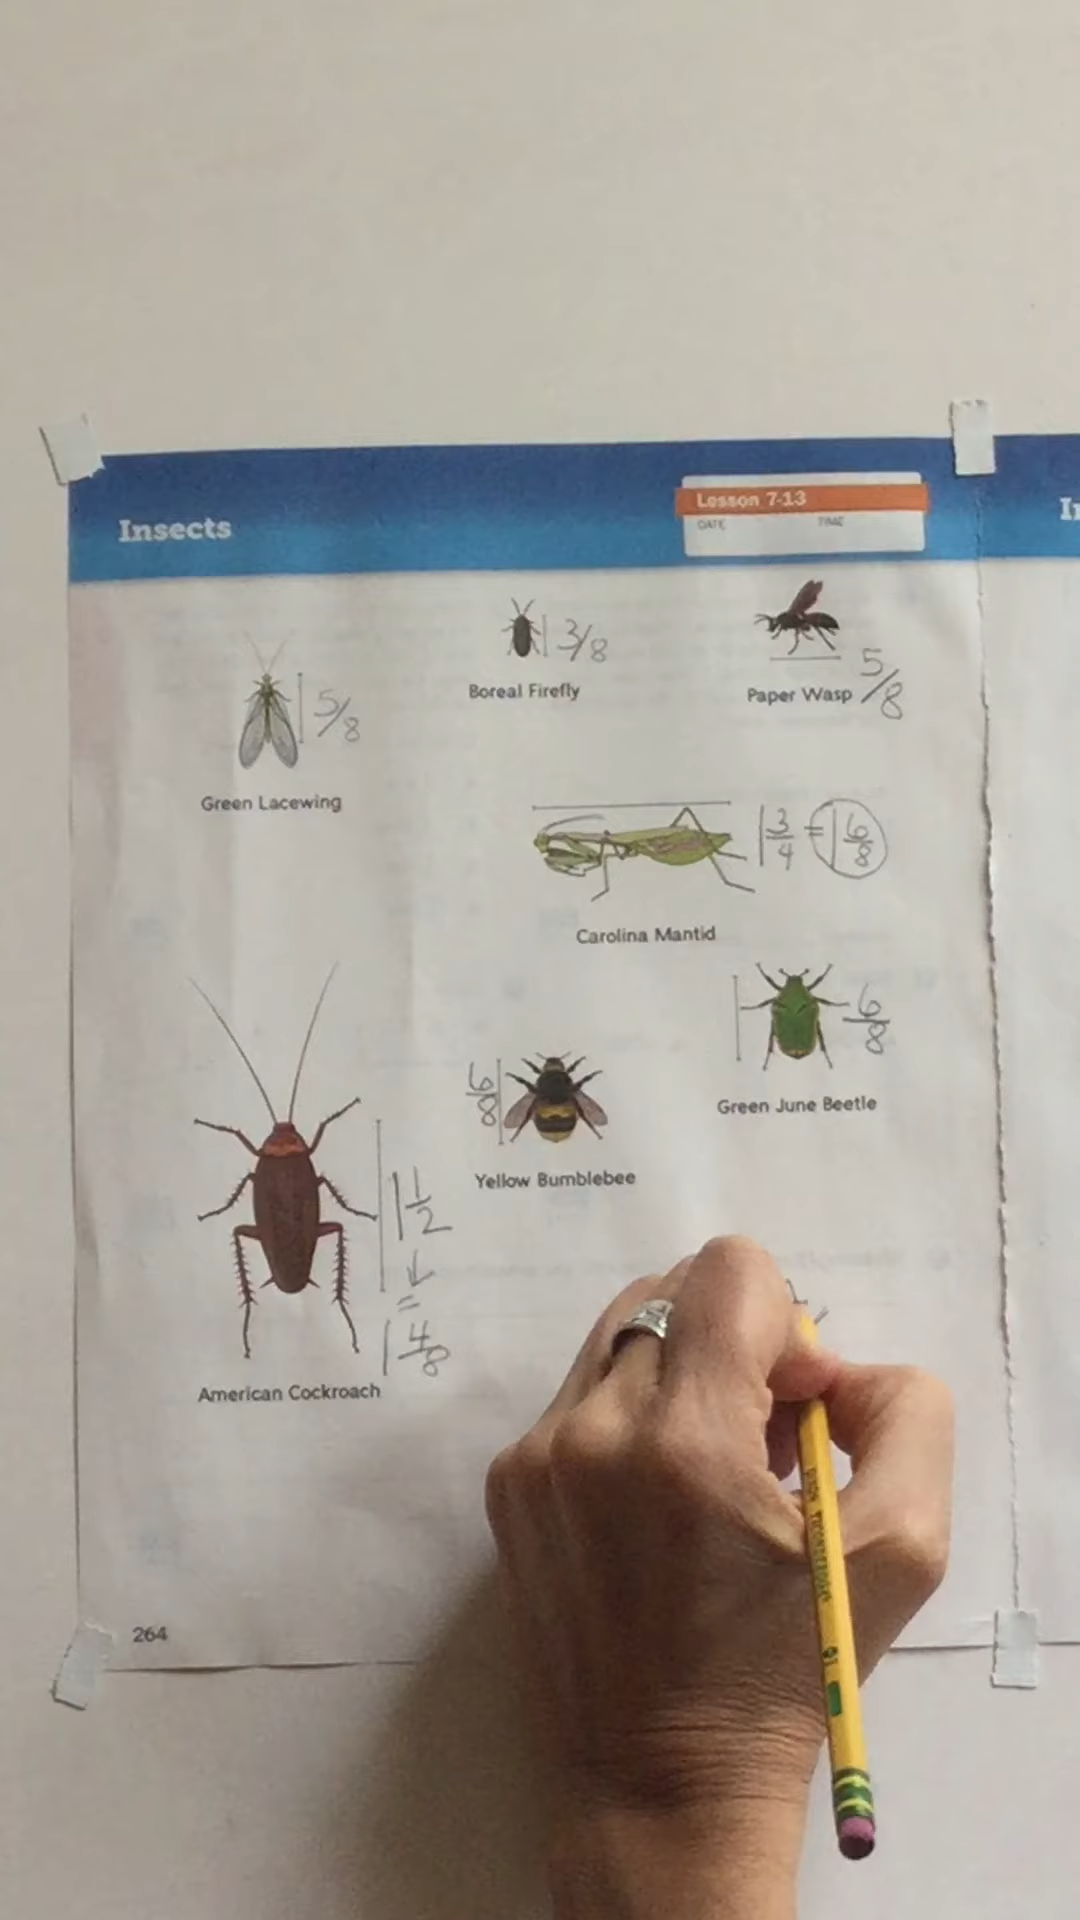 Insects
Lesson 7-13
DATE TIME
3/8
Boreal Firefly
5/8
Paper Wasp
5/8
Green Lacewing
1 3/4 = 1 6/8
Carolina Mantid
6/8
Green June Beetle
6/8
Yellow Bumblebee
1 1/2
↓
=
1 4/8
American Cockroach
264